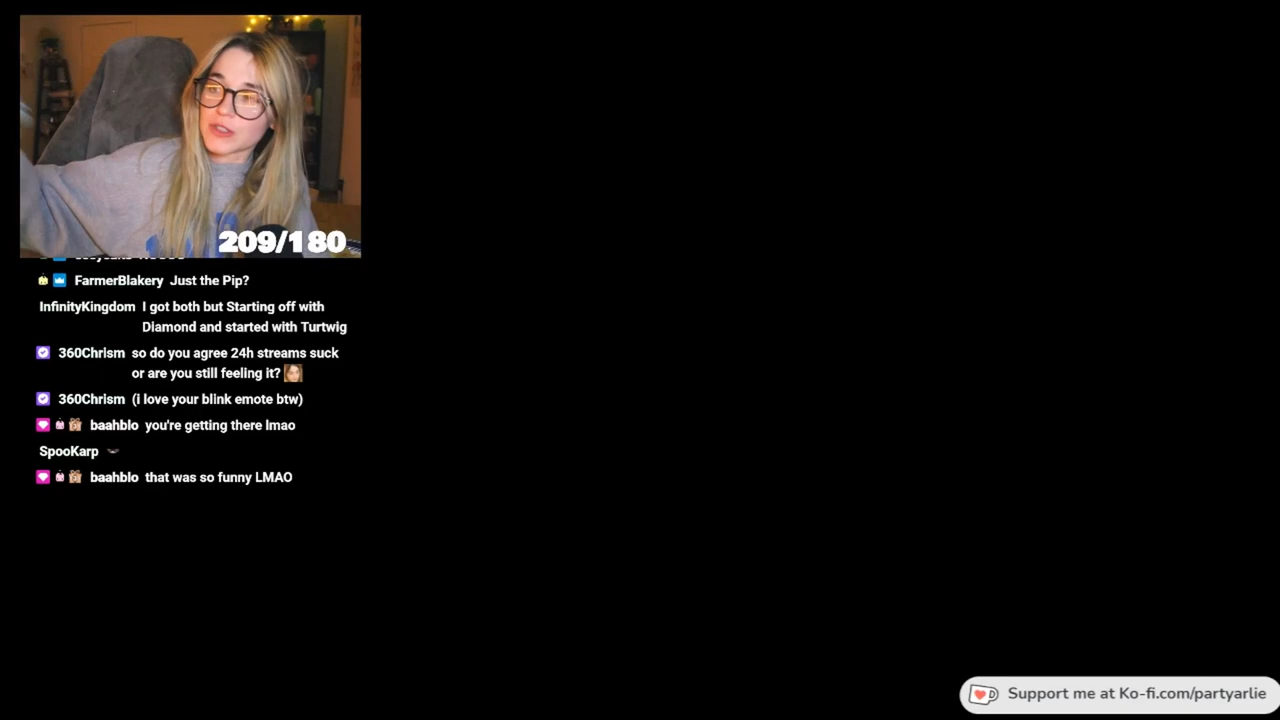 209/180
FarmerBlakery Just the Pip?
InfinityKingdom I got both but Starting off with
Diamond and started with Turtwig
360Chrism so do you agree 24h streams suck
or are you still feeling it?
360Chrism (i love your blink emote btw)
baahblo you're getting there lmao
SpooKarp
baahblo that was so funny LMAO
Support me at Ko-fi.com/partyarlie